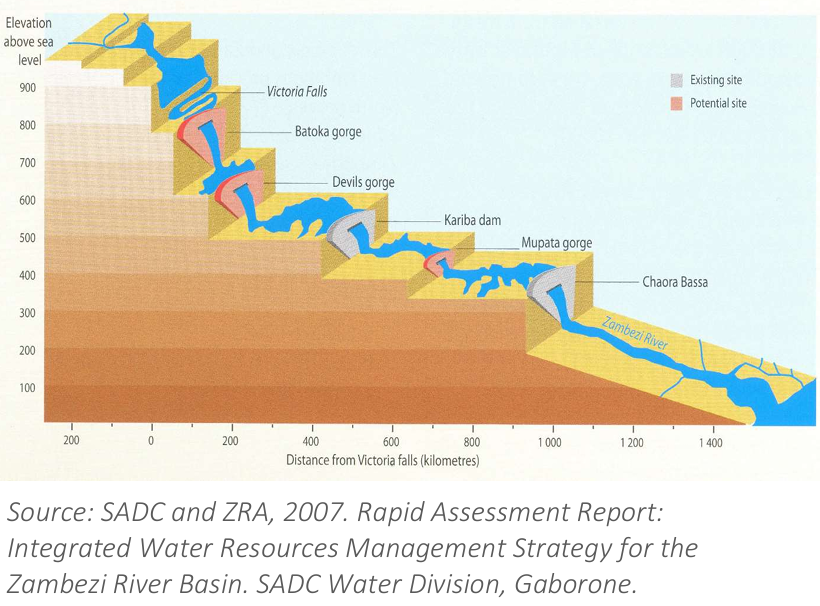 Elevation
above sea
level
900
800
700
600
500
400
300
200
100
Victoria Falls
Batoka gorge
Devils gorge
Kariba dam
Mupata gorge
Chaora Bassa
Zambezi River
Existing site
Potential site
200 0 200 400 600 800 1 000 1 200 1 400
Distance from Victoria falls (kilometres)
Source: SADC and ZRA, 2007. Rapid Assessment Report:
Integrated Water Resources Management Strategy for the
Zambezi River Basin. SADC Water Division, Gaborone.